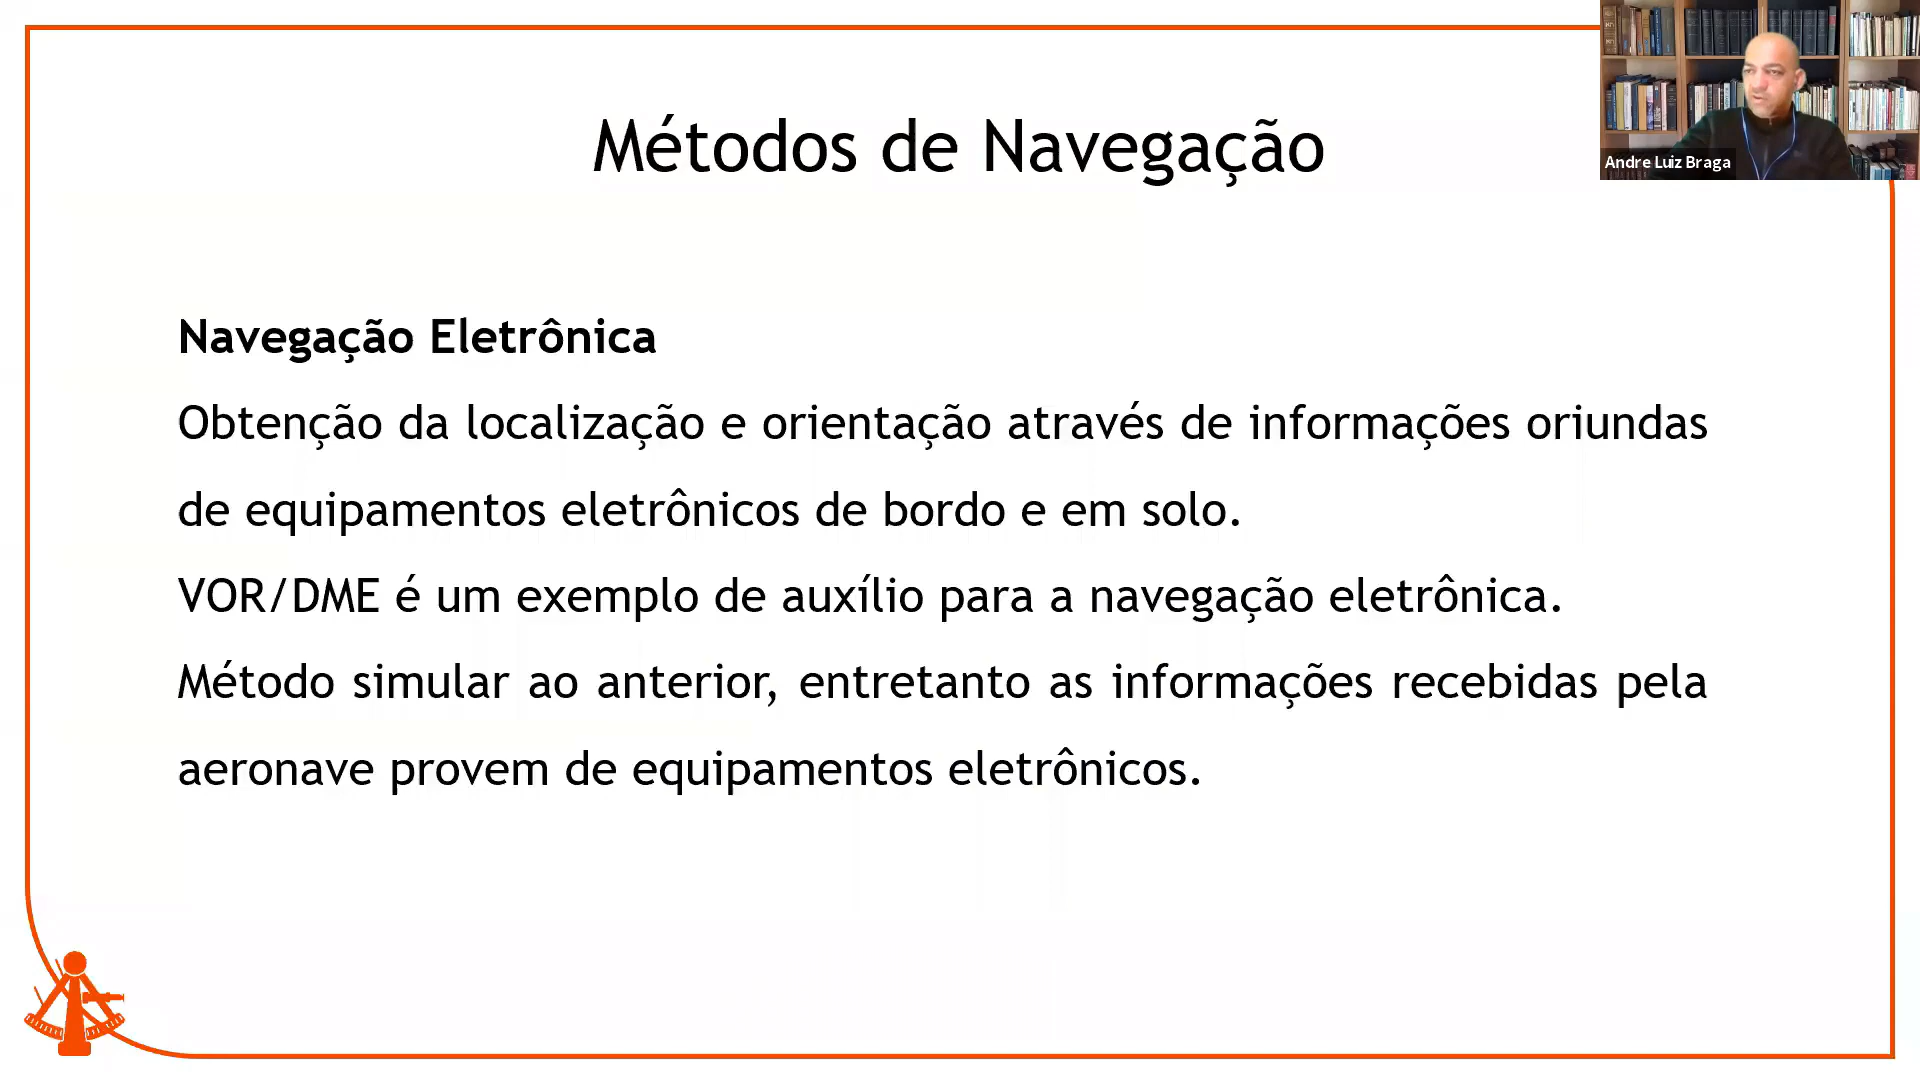 Métodos de Navegação
Andre Luiz Braga
Navegação Eletrônica
Obtenção da localização e orientação através de informações oriundas
de equipamentos eletrônicos de bordo e em solo.
VOR/DME é um exemplo de auxílio para a navegação eletrônica.
Método simular ao anterior, entretanto as informações recebidas pela
aeronave provem de equipamentos eletrônicos.